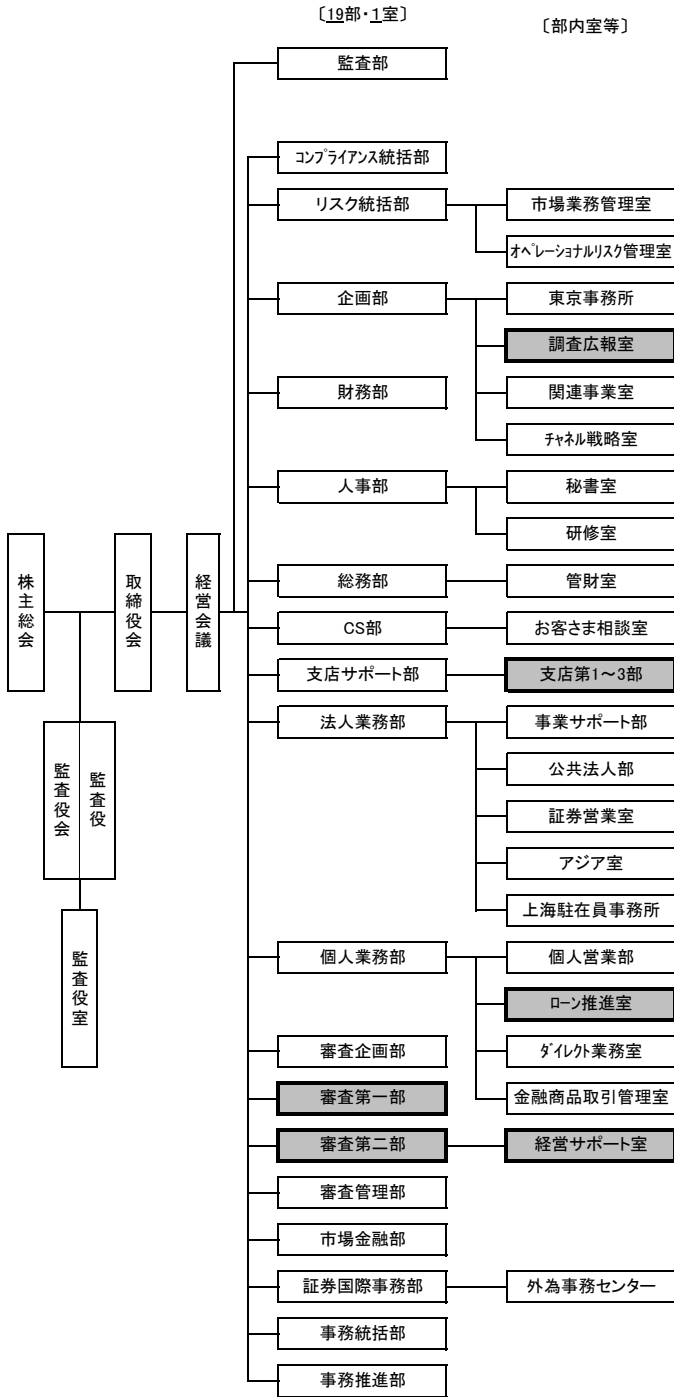 〔19部・1室〕
〔部内室等〕
監査部
コンプライアンス統括部
リスク統括部
市場業務管理室
オペレーショナルリスク管理室
企画部
東京事務所
調査広報室
財務部
関連事業室
チャネル戦略室
人事部
秘書室
研修室
株主総会
取締役会
経営会議
総務部
管財室
CS部
お客さま相談室
支店サポート部
支店第1～3部
法人業務部
事業サポート部
監査役会
監査役
公共法人部
証券営業室
アジア室
上海駐在員事務所
監査役室
個人業務部
個人営業部
ローン推進室
審査企画部
ダイレクト業務室
審査第一部
金融商品取引管理室
審査第二部
経営サポート室
審査管理部
市場金融部
証券国際事務部
外為事務センター
事務統括部
事務推進部